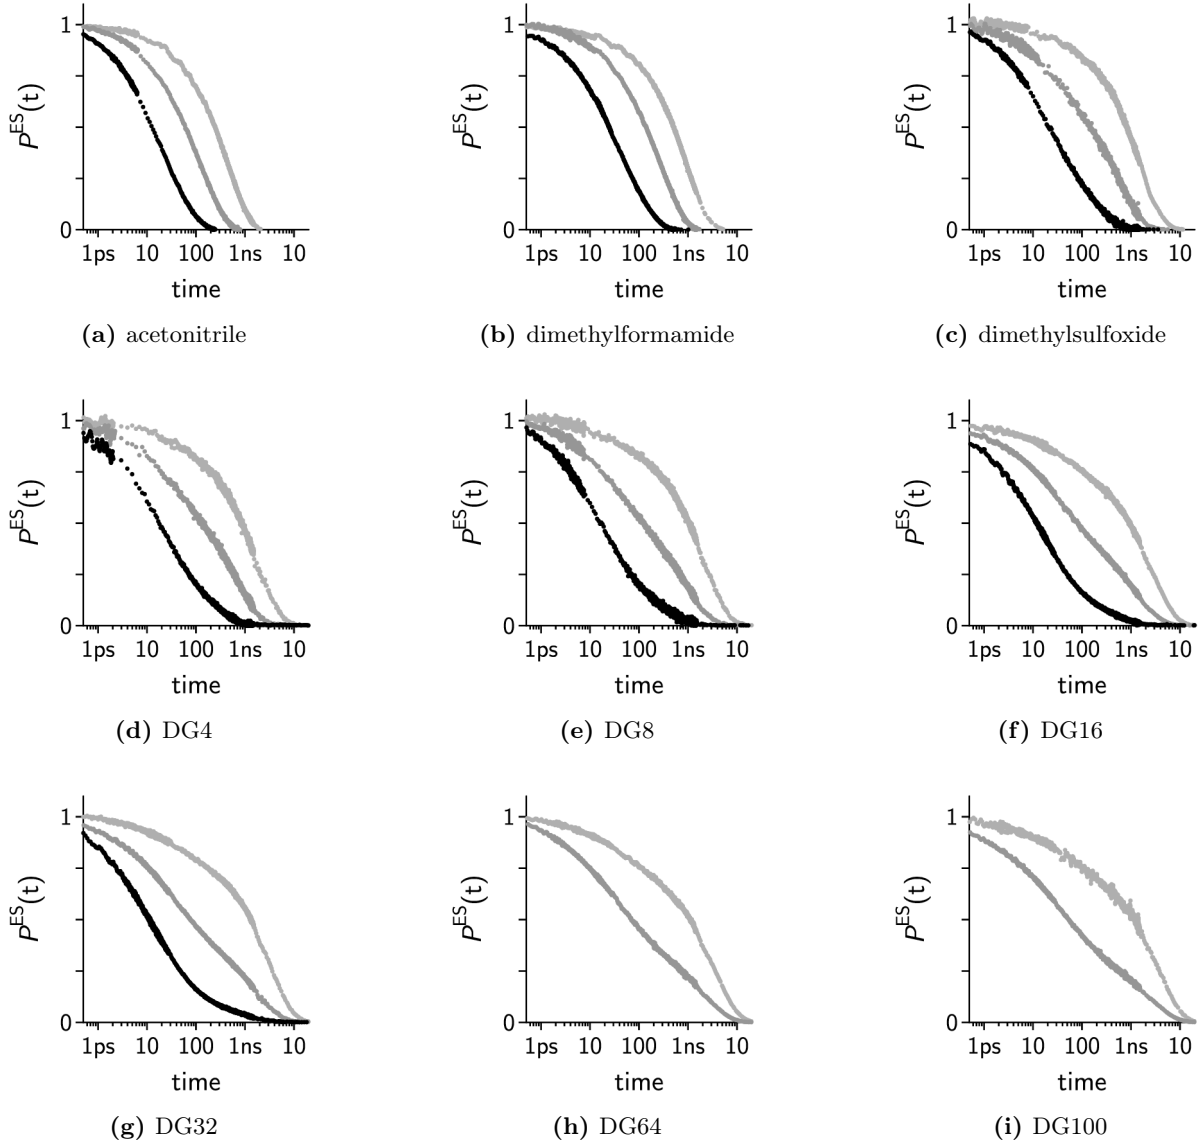 1
P^ES(t)
0
1ps 10 100 1ns 10
time
(a) acetonitrile
1
P^ES(t)
0
1ps 10 100 1ns 10
time
(b) dimethylformamide
1
P^ES(t)
0
1ps 10 100 1ns 10
time
(c) dimethylsulfoxide
1
P^ES(t)
0
1ps 10 100 1ns 10
time
(d) DG4
1
P^ES(t)
0
1ps 10 100 1ns 10
time
(e) DG8
1
P^ES(t)
0
1ps 10 100 1ns 10
time
(f) DG16
1
P^ES(t)
0
1ps 10 100 1ns 10
time
(g) DG32
1
P^ES(t)
0
1ps 10 100 1ns 10
time
(h) DG64
1
P^ES(t)
0
1ps 10 100 1ns 10
time
(i) DG100